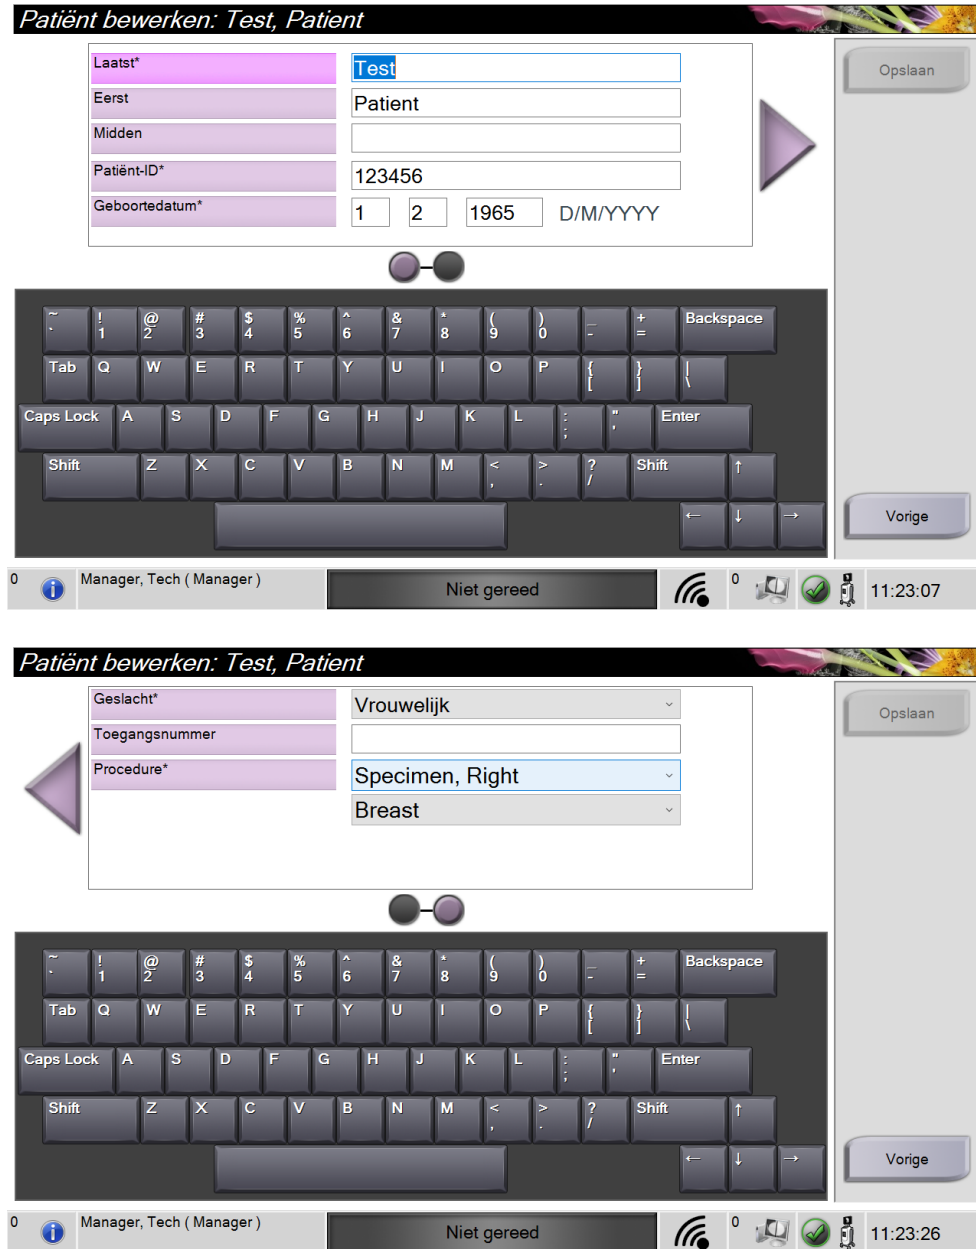 Patiënt bewerken: Test, Patient
Laatst* Test
Opslaan
Eerst Patient
Midden
Patiënt-ID* 123456
Geboortedatum* 1 2 1965 D/M/YYYY
~ ! @ # $ % ^ & * ( ) _ + Backspace
` 1 2 3 4 5 6 7 8 9 0 - =
Tab Q W E R T Y U I O P { } |
[ ] \
Caps Lock A S D F G H J K L : " Enter
; '
Shift Z X C V B N M < > ? Shift ↑
, . /
← ↓ →
Vorige
0 Manager, Tech ( Manager ) Niet gereed 0 11:23:07
Patiënt bewerken: Test, Patient
Geslacht* Vrouwelijk
Opslaan
Toegangsnummer
Procedure* Specimen, Right
Breast
~ ! @ # $ % ^ & * ( ) _ + Backspace
` 1 2 3 4 5 6 7 8 9 0 - =
Tab Q W E R T Y U I O P { } |
[ ] \
Caps Lock A S D F G H J K L : " Enter
; '
Shift Z X C V B N M < > ? Shift ↑
, . /
← ↓ →
Vorige
0 Manager, Tech ( Manager ) Niet gereed 0 11:23:26